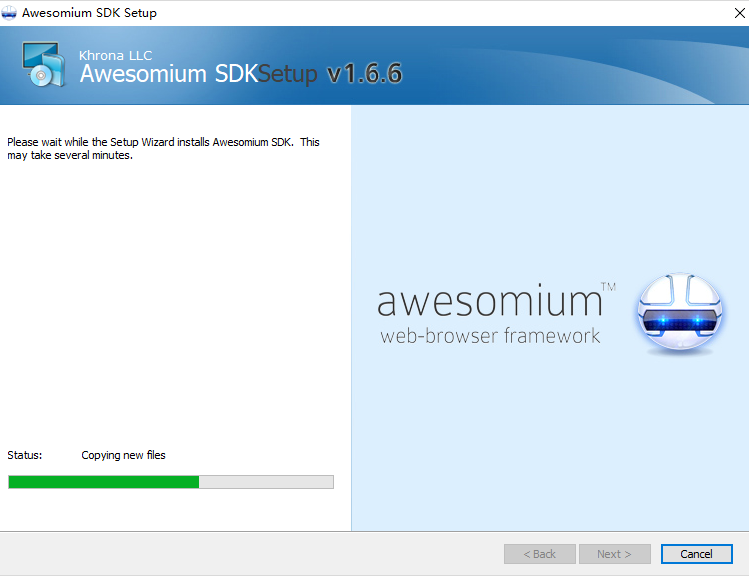 Awesomium SDK Setup
Khrona LLC
Awesomium SDKSetup v1.6.6
Please wait while the Setup Wizard installs Awesomium SDK. This
may take several minutes.
awesomium™
web-browser framework
Status: Copying new files
< Back Next > Cancel